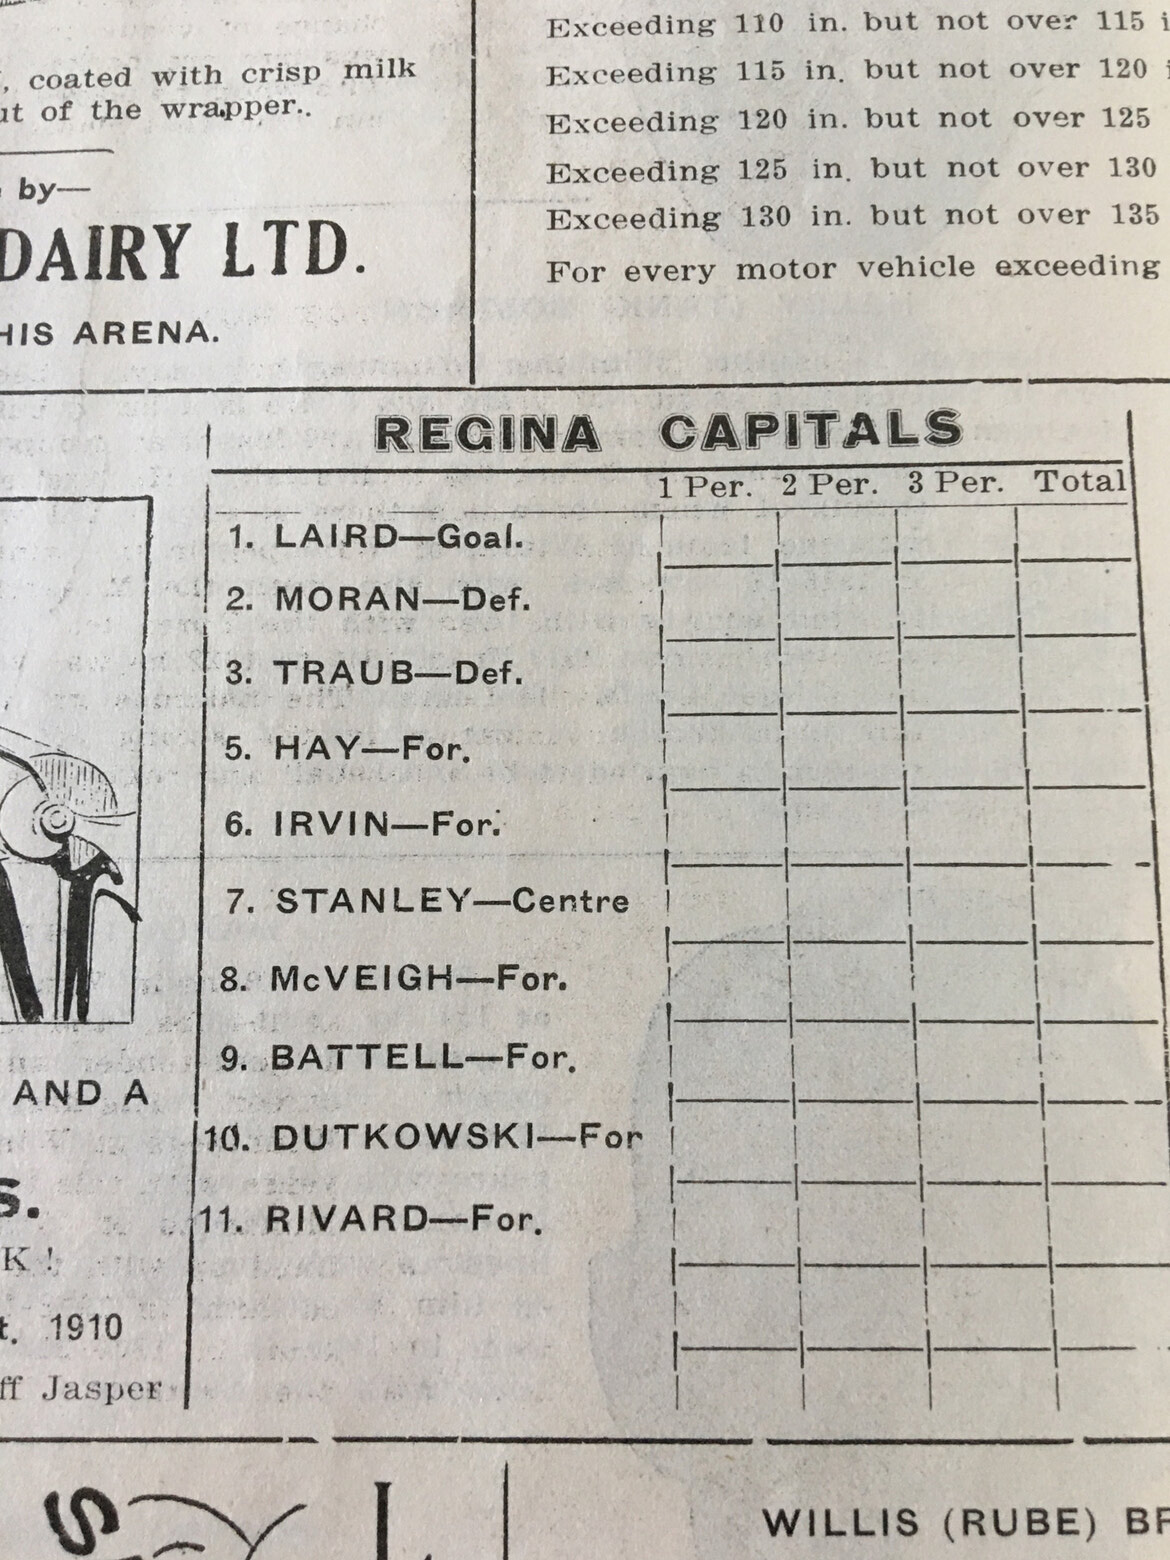 , coated with crisp milk
ut of the wrapper..
by—
DAIRY LTD.
HIS ARENA.
Exceeding 110 in. but not over 115
Exceeding 115 in. but not over 120
Exceeding 120 in. but not over 125
Exceeding 125 in. but not over 130
Exceeding 130 in. but not over 135
For every motor vehicle exceeding
REGINA CAPITALS
1 Per. 2 Per. 3 Per. Total
1. LAIRD—Goal.
2. MORAN—Def.
3. TRAUB—Def.
5. HAY—For.
6. IRVIN—For.
7. STANLEY—Centre
8. McVEIGH—For.
9. BATTELL—For.
10. DUTKOWSKI—For
11. RIVARD—For.
AND A
S.
K !
t. 1910
ff Jasper
WILLIS (RUBE)